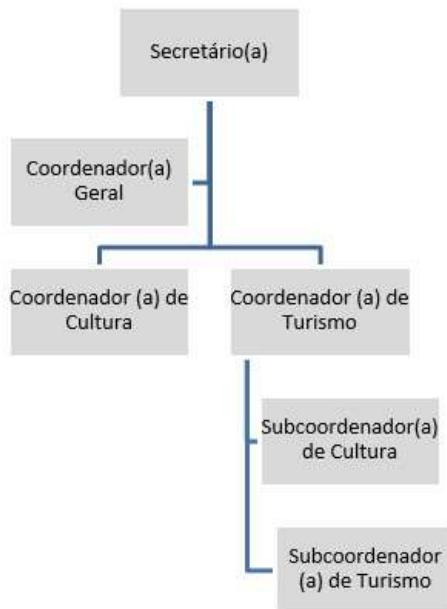 Secretário(a)
Coordenador(a)
Geral
Coordenador (a) de
Cultura
Coordenador (a) de
Turismo
Subcoordenador(a)
de Cultura
Subcoordenador
(a) de Turismo